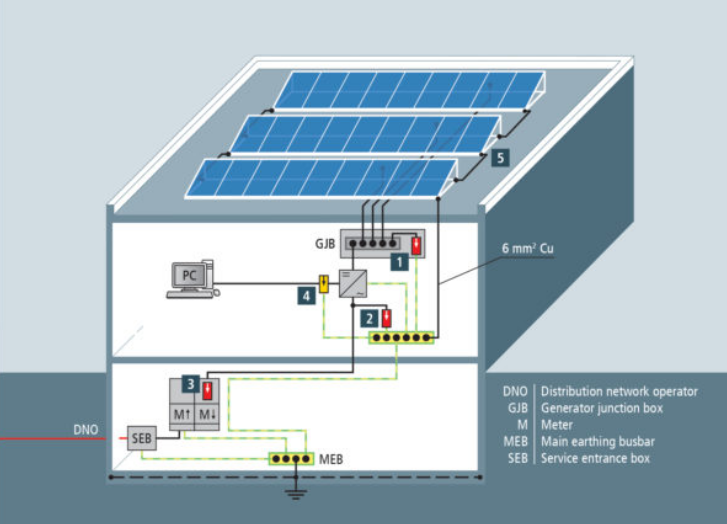 5
GJB
1
6 mm² Cu
PC
4
2
3
M↑ M↓
DNO
SEB
MEB
DNO | Distribution network operator
GJB | Generator junction box
M | Meter
MEB | Main earthing busbar
SEB | Service entrance box